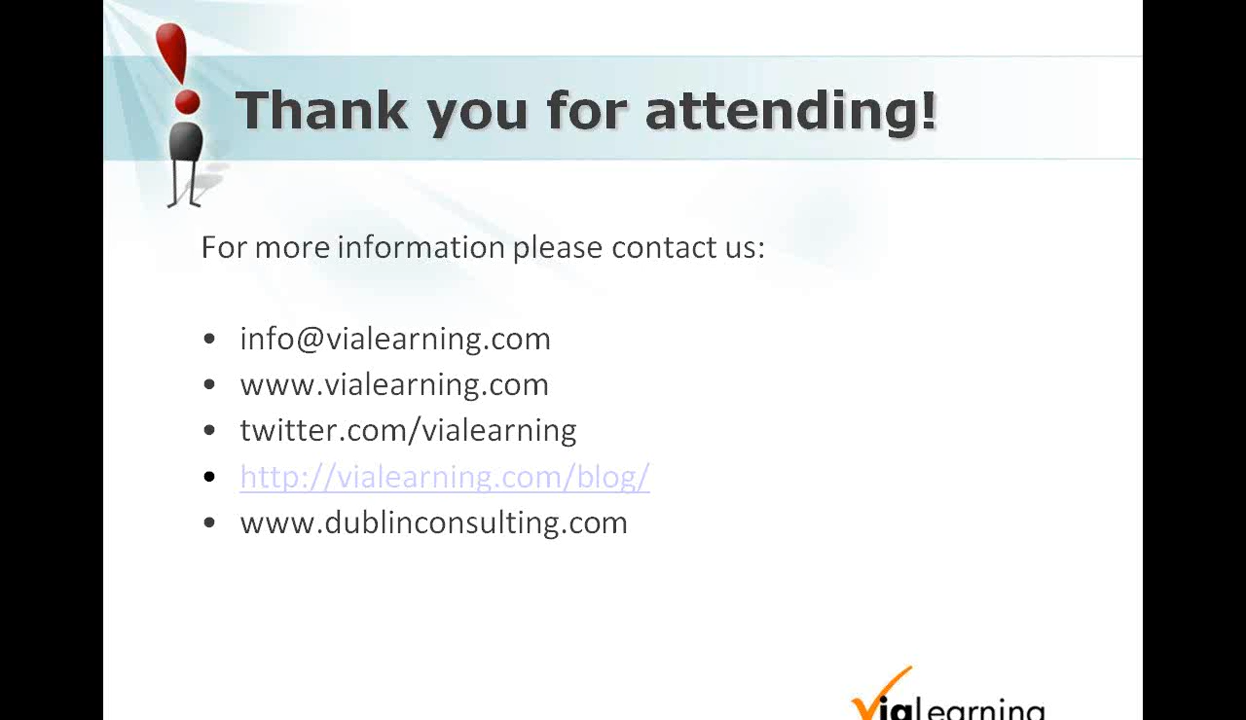 Thank you for attending!
For more information please contact us:
• info@vialearning.com
• www.vialearning.com
• twitter.com/vialearning
• http://vialearning.com/blog/
• www.dublinconsulting.com
ViaLearning